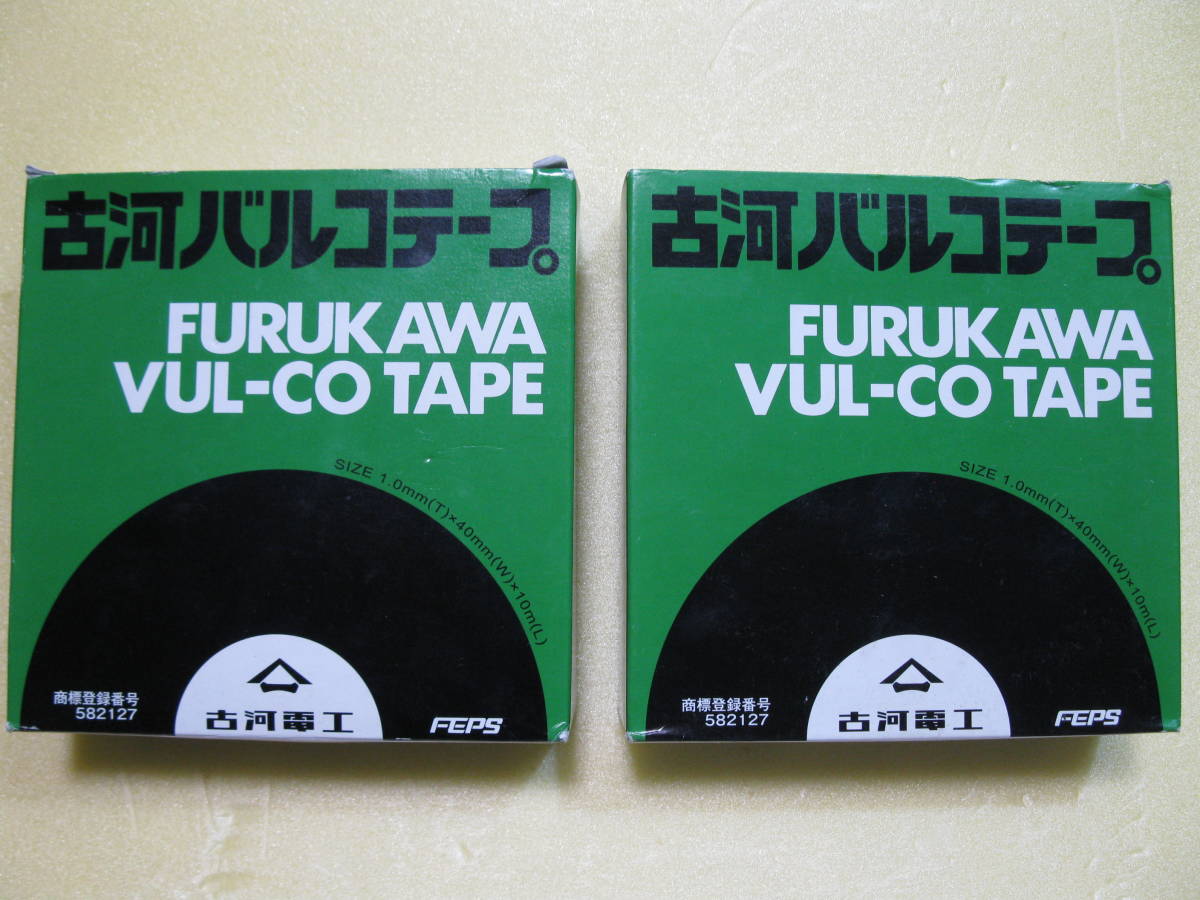 古河バルコテープ
FURUKAWA
VUL-CO TAPE
SIZE 1.0mm(T)×40mm(W)×10m(L)
商標登録番号
582127
古河電工
FEPS
古河バルコテープ
FURUKAWA
VUL-CO TAPE
SIZE 1.0mm(T)×40mm(W)×10m(L)
商標登録番号
582127
古河電工
FEPS